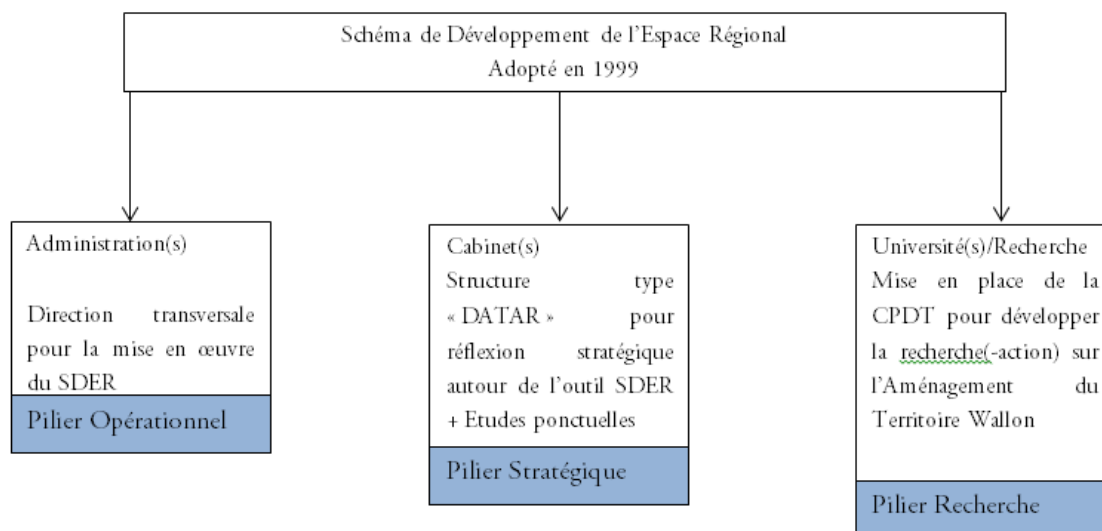 Schéma de Développement de l’Espace Régional
Adopté en 1999
Administration(s)
Direction transversale
pour la mise en œuvre
du SDER
Pilier Opérationnel
Cabinet(s)
Structure type
« DATAR » pour
réflexion stratégique
autour de l’outil SDER
+ Etudes ponctuelles
Pilier Stratégique
Université(s)/Recherche
Mise en place de la
CPDT pour développer
la recherche(-action) sur
l’Aménagement du
Territoire Wallon
Pilier Recherche